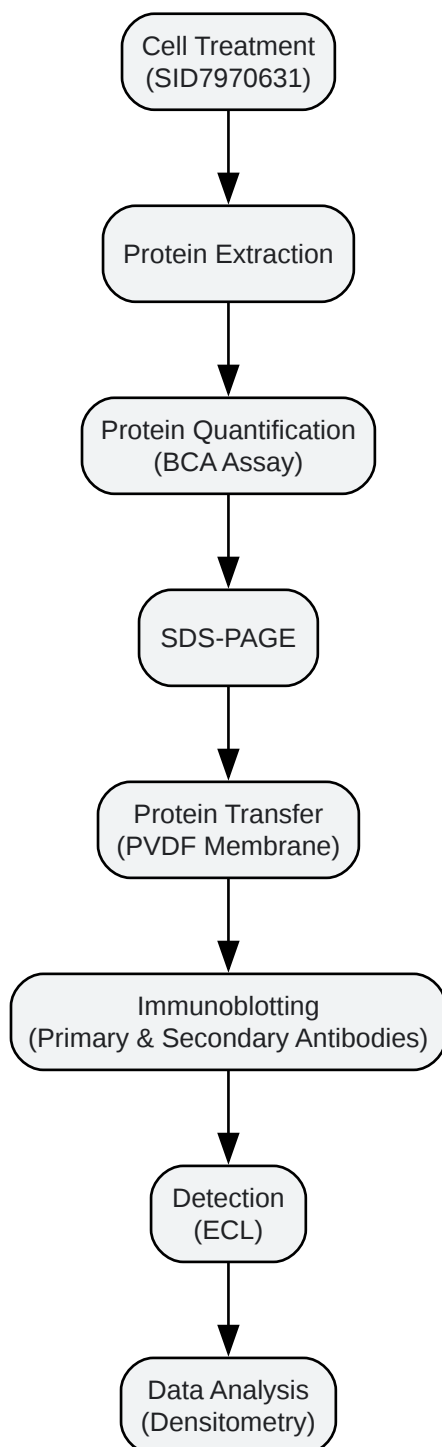 Cell Treatment
(SID7970631)
Protein Extraction
Protein Quantification
(BCA Assay)
SDS-PAGE
Protein Transfer
(PVDF Membrane)
Immunoblotting
(Primary & Secondary Antibodies)
Detection
(ECL)
Data Analysis
(Densitometry)